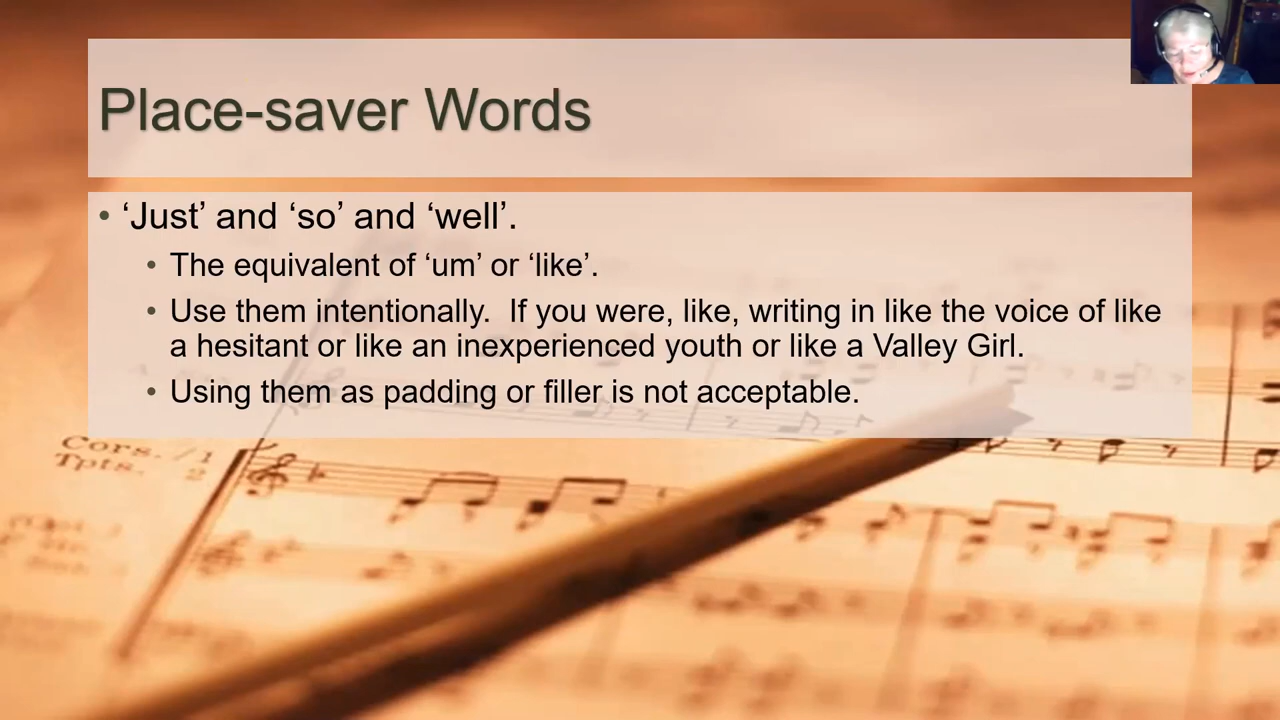 Place-saver Words
• ‘Just’ and ‘so’ and ‘well’.
• The equivalent of ‘um’ or ‘like’.
• Use them intentionally.  If you were, like, writing in like the voice of like
a hesitant or like an inexperienced youth or like a Valley Girl.
• Using them as padding or filler is not acceptable.
Cors. /1
Tpts. 2